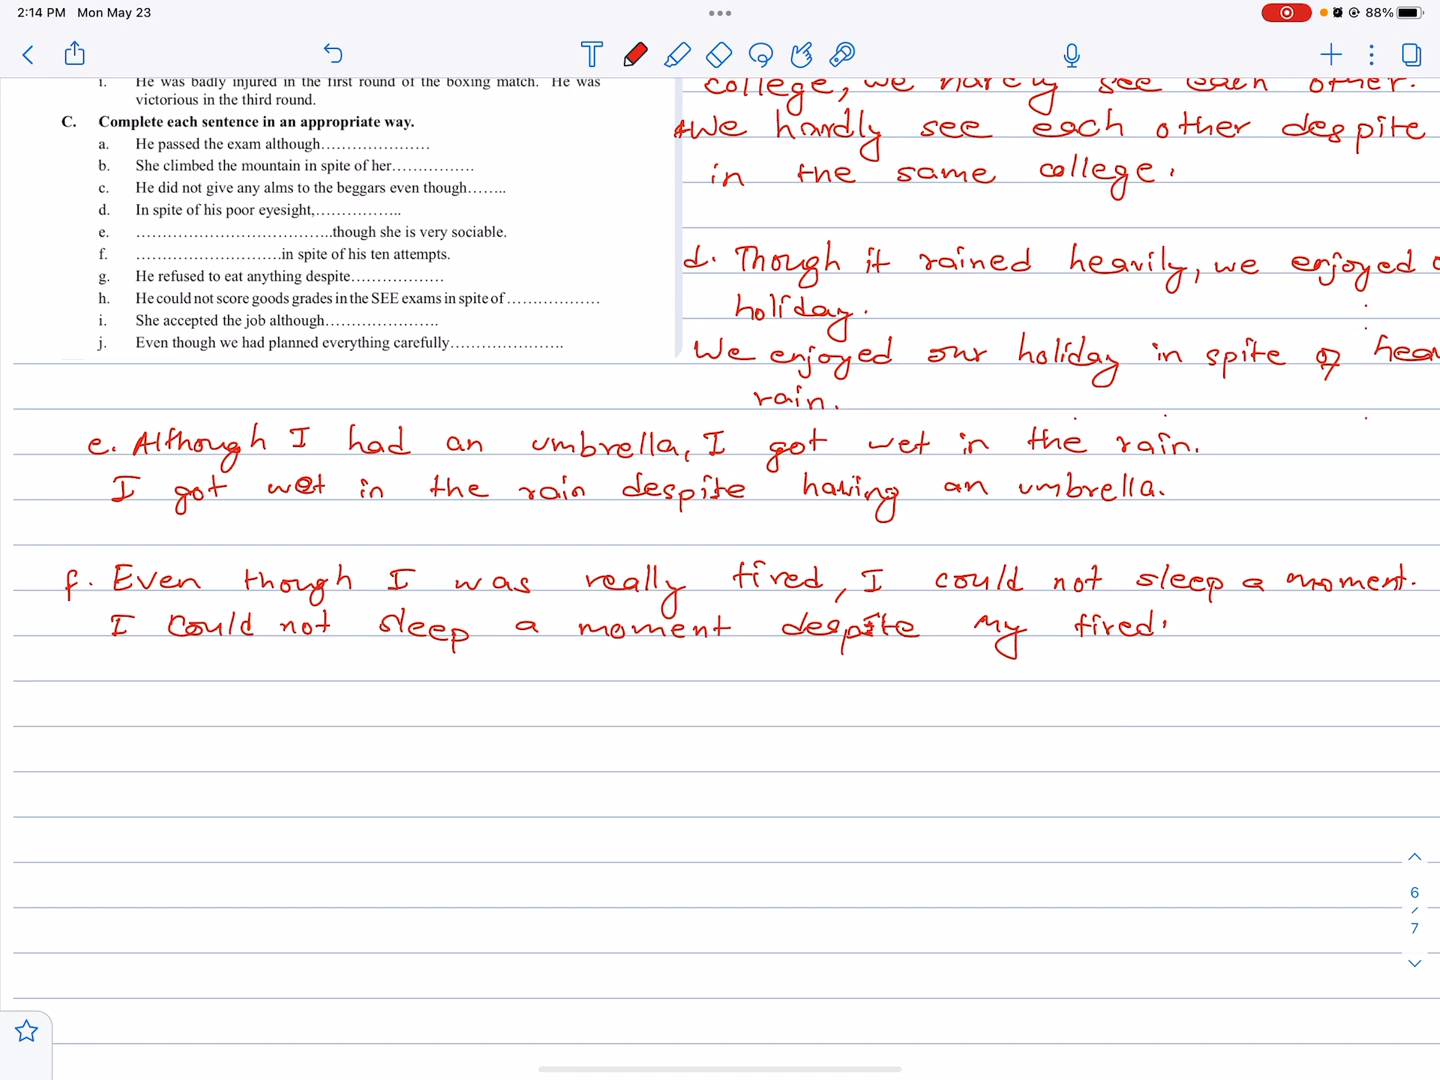 2:14 PM Mon May 23
88%
i. He was badly injured in the first round of the boxing match. He was
victorious in the third round.
C. Complete each sentence in an appropriate way.
a. He passed the exam although…………………
b. She climbed the mountain in spite of her……………
c. He did not give any alms to the beggars even though……..
d. In spite of his poor eyesight,……………..
e. ………………………………..though she is very sociable.
f. ……………………….in spite of his ten attempts.
g. He refused to eat anything despite………………
h. He could not score goods grades in the SEE exams in spite of………………
i. She accepted the job although………………….
j. Even though we had planned everything carefully………………….
college, we harcly see each other.
We hardly see each other despite
in the same college.
d. Though it rained heavily, we enjoyed
holiday.
We enjoyed our holiday in spite of
rain.
e. Although I had an umbrella, I got wet in the rain.
I got wet in the rain despite having an umbrella.
f. Even though I was really tired, I could not sleep a moment.
I could not sleep a moment despite my tired.
6
/
7